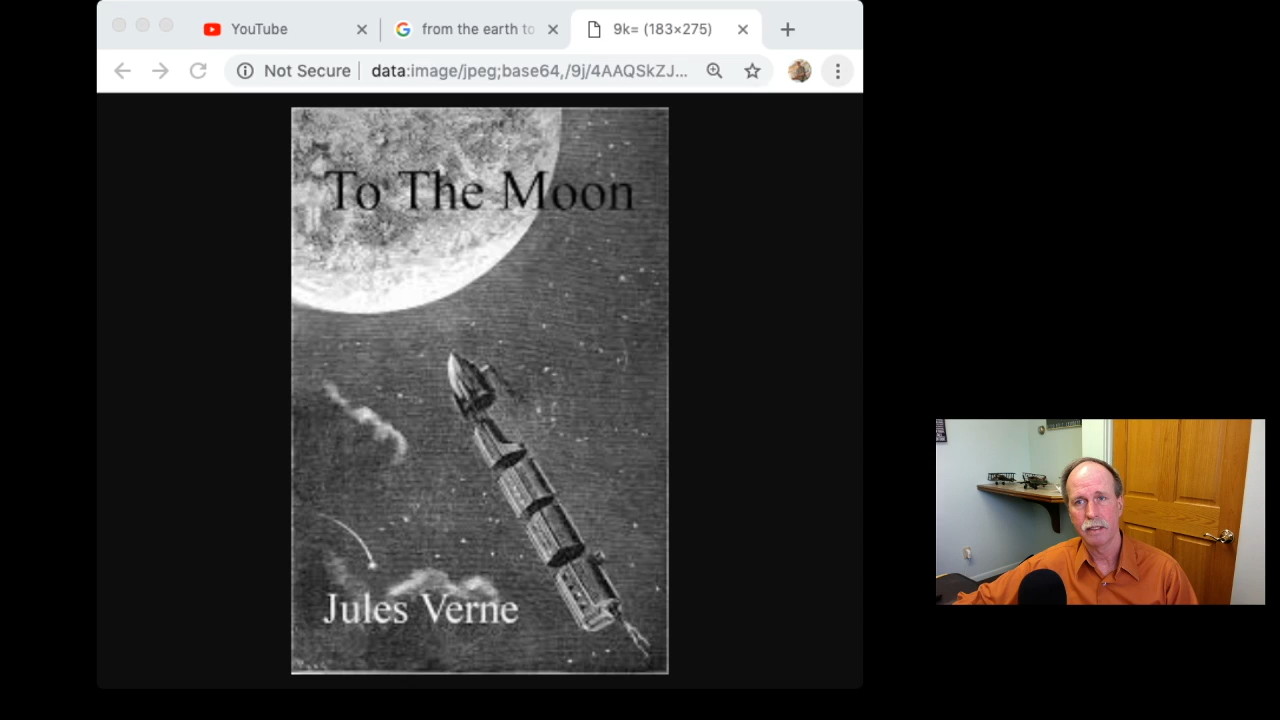 YouTube
from the earth to
9k= (183×275)
Not Secure
data:image/jpeg;base64,/9j/4AAQSkZJ...
To The Moon
Jules Verne